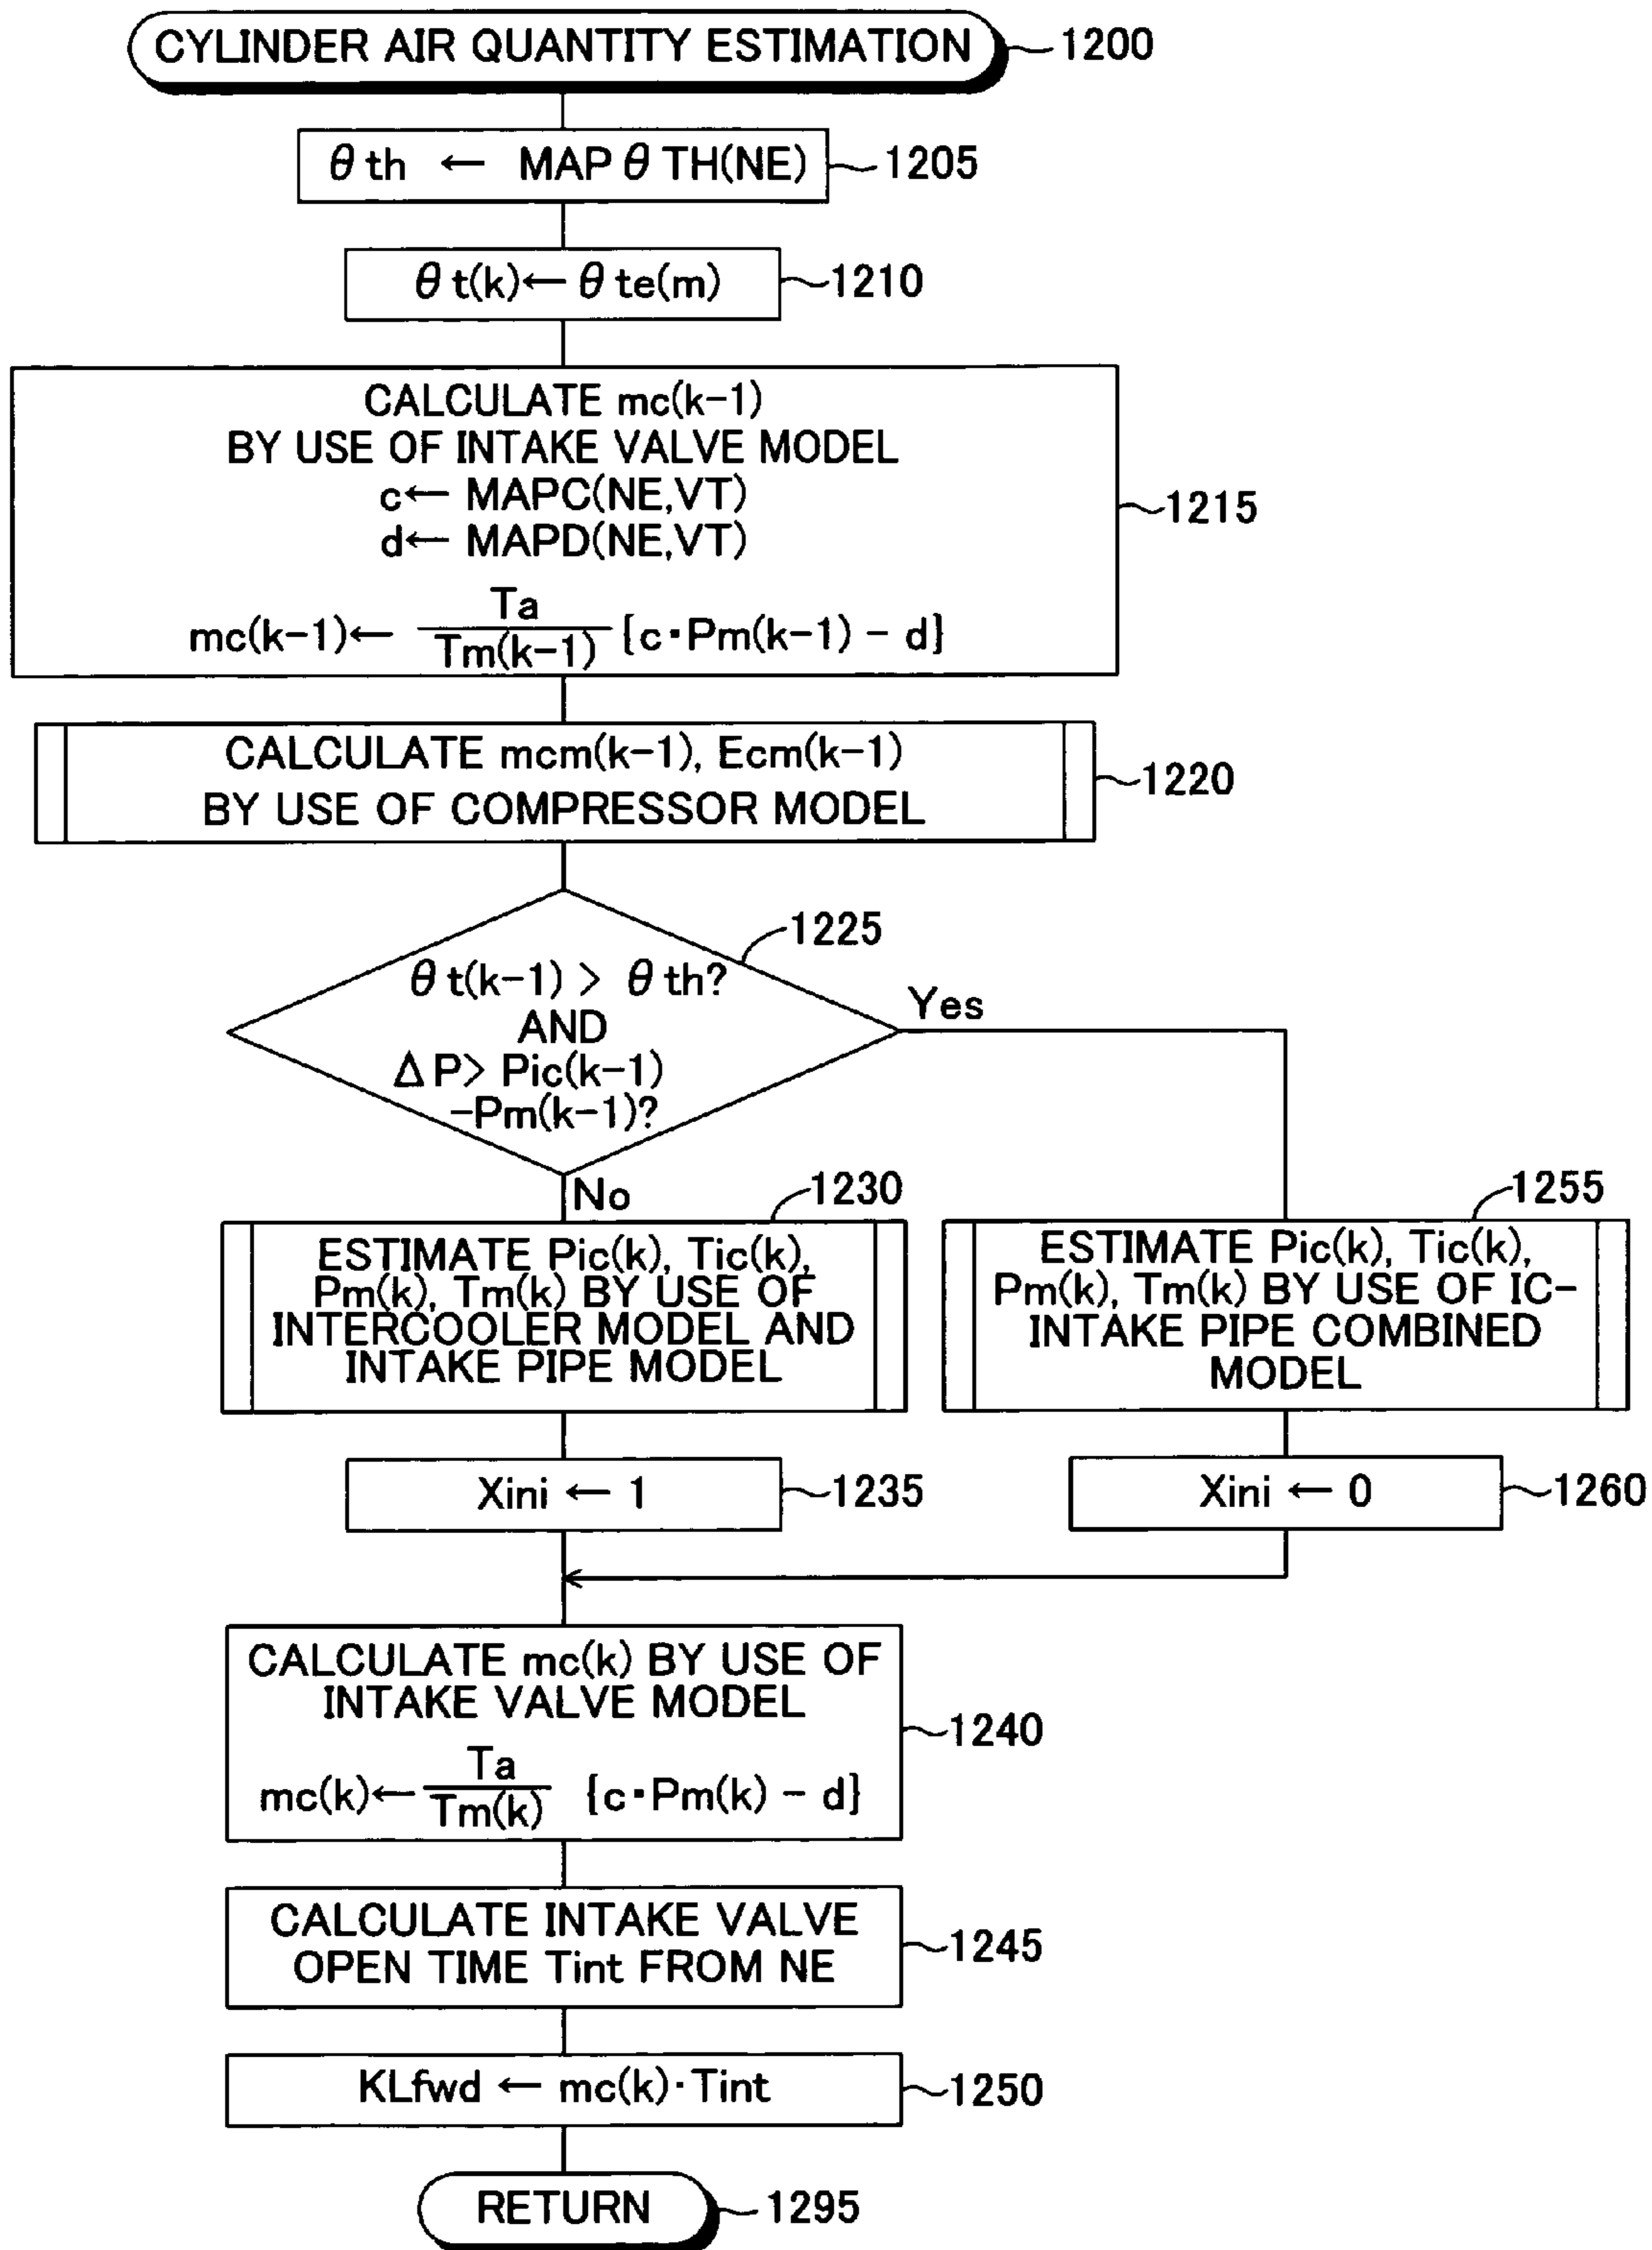 CYLINDER AIR QUANTITY ESTIMATION
1200
θth ← MAPθTH(NE)
1205
θt(k)←θte(m)
1210
CALCULATE mc(k-1)
BY USE OF INTAKE VALVE MODEL
c← MAPC(NE,VT)
d← MAPD(NE,VT)
mc(k-1)← Ta/Tm(k-1) {c·Pm(k-1) - d}
1215
CALCULATE mcm(k-1), Ecm(k-1)
BY USE OF COMPRESSOR MODEL
1220
1225
θt(k-1) > θth?
AND
ΔP> Pic(k-1)
-Pm(k-1)?
Yes
No
1230
ESTIMATE Pic(k), Tic(k),
Pm(k), Tm(k) BY USE OF
INTERCOOLER MODEL AND
INTAKE PIPE MODEL
1255
ESTIMATE Pic(k), Tic(k),
Pm(k), Tm(k) BY USE OF IC-
INTAKE PIPE COMBINED
MODEL
Xini ← 1
1235
Xini ← 0
1260
CALCULATE mc(k) BY USE OF
INTAKE VALVE MODEL
mc(k)← Ta/Tm(k) {c·Pm(k) - d}
1240
CALCULATE INTAKE VALVE
OPEN TIME Tint FROM NE
1245
KLfwd ← mc(k)·Tint
1250
RETURN
1295